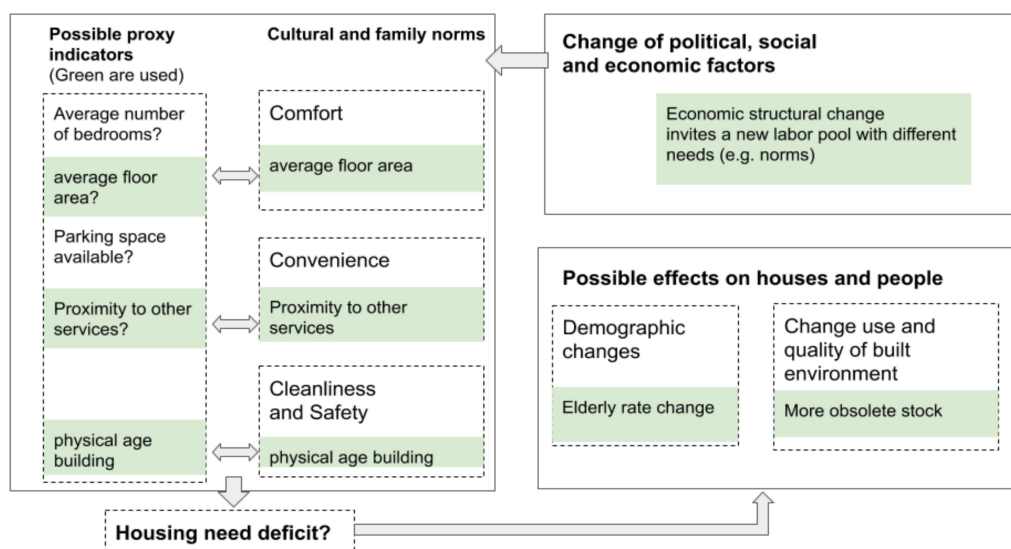 Possible proxy
indicators
(Green are used)
Average number
of bedrooms?
average floor
area?
Parking space
available?
Proximity to other
services?
physical age
building
Cultural and family norms
Comfort
average floor area
Convenience
Proximity to other
services
Cleanliness
and Safety
physical age building
Housing need deficit?
Change of political, social
and economic factors
Economic structural change
invites a new labor pool with different
needs (e.g. norms)
Possible effects on houses and people
Demographic
changes
Elderly rate change
Change use and
quality of built
environment
More obsolete stock